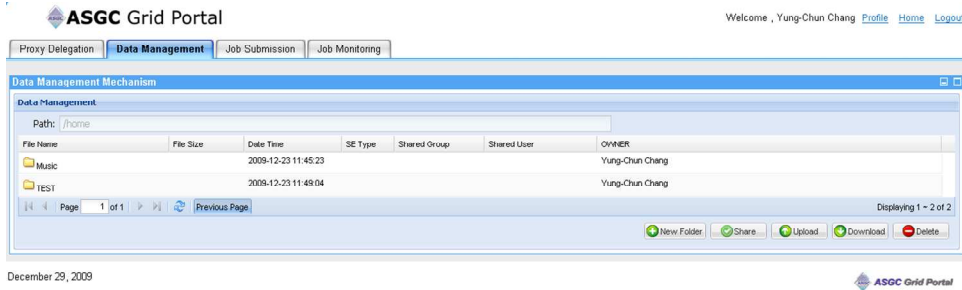 ASGC Grid Portal
Welcome , Yung-Chun Chang Profile Home Logout
Proxy Delegation Data Management Job Submission Job Monitoring
Data Management Mechanism
Data Management
Path: /home
File Name File Size Date Time SE Type Shared Group Shared User OWNER
Music 2009-12-23 11:45:23 Yung-Chun Chang
TEST 2009-12-23 11:49:04 Yung-Chun Chang
Page 1 of 1 Previous Page Displaying 1 - 2 of 2
New Folder Share Upload Download Delete
December 29, 2009
ASGC Grid Portal